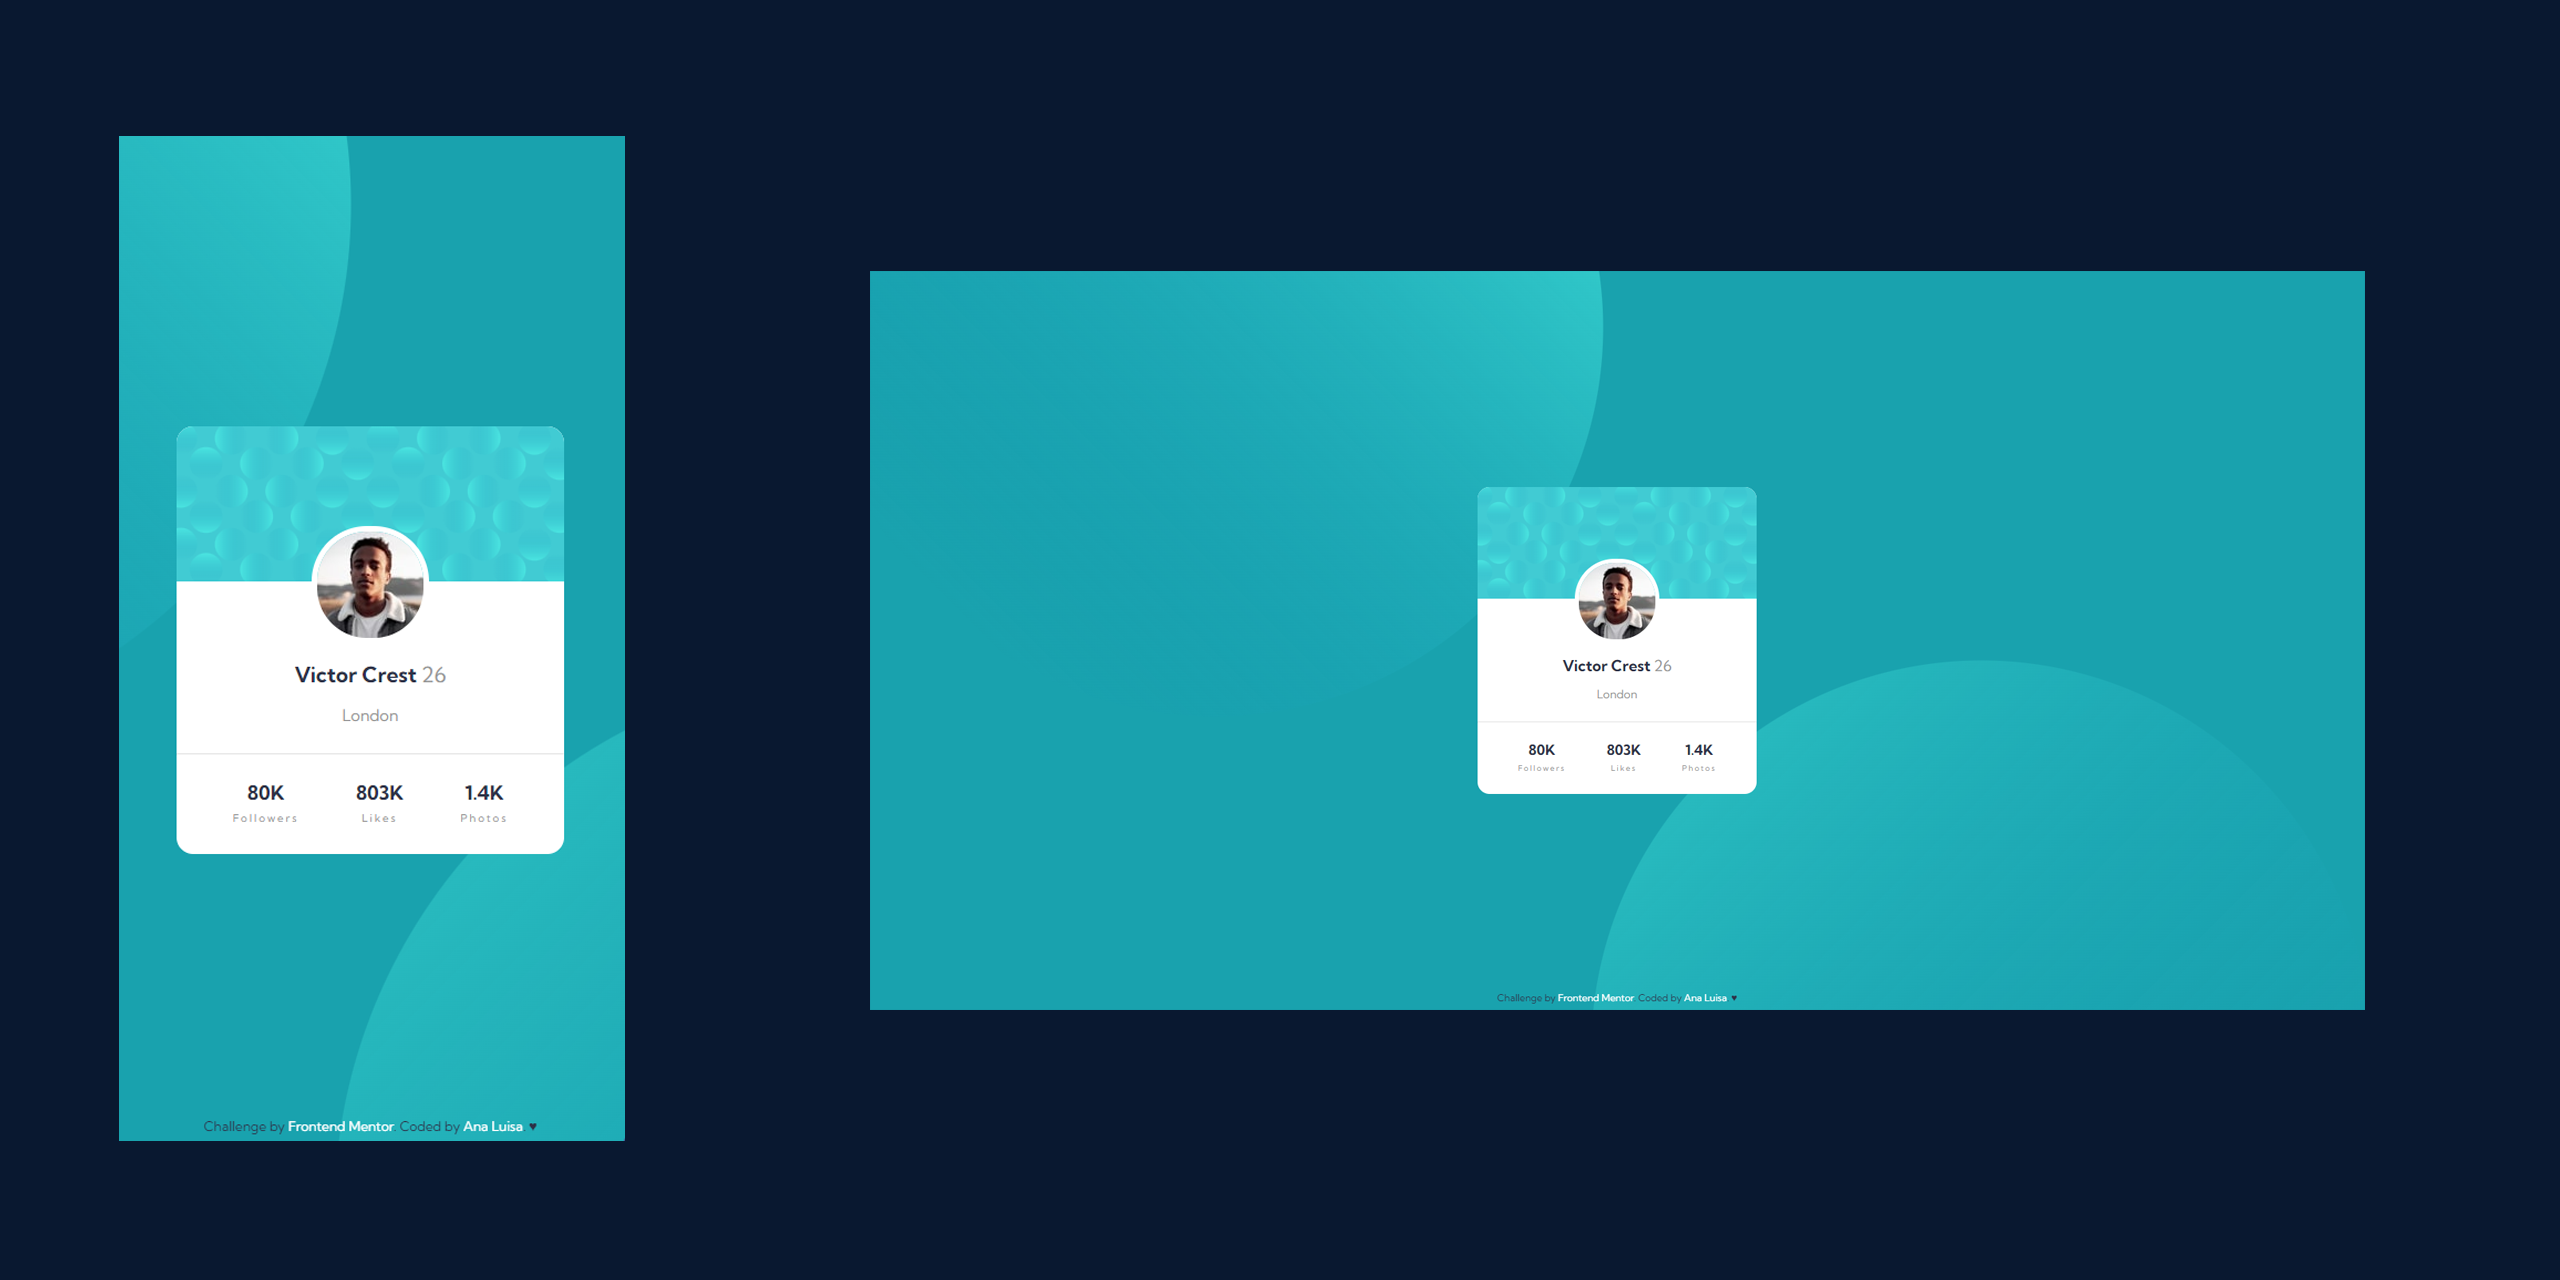 Victor Crest 26
London
80K 803K 1.4K
Followers Likes Photos
Challenge by Frontend Mentor. Coded by Ana Luisa. ♥
Victor Crest 26
London
80K 803K 1.4K
Followers Likes Photos
Challenge by Frontend Mentor. Coded by Ana Luisa. ♥